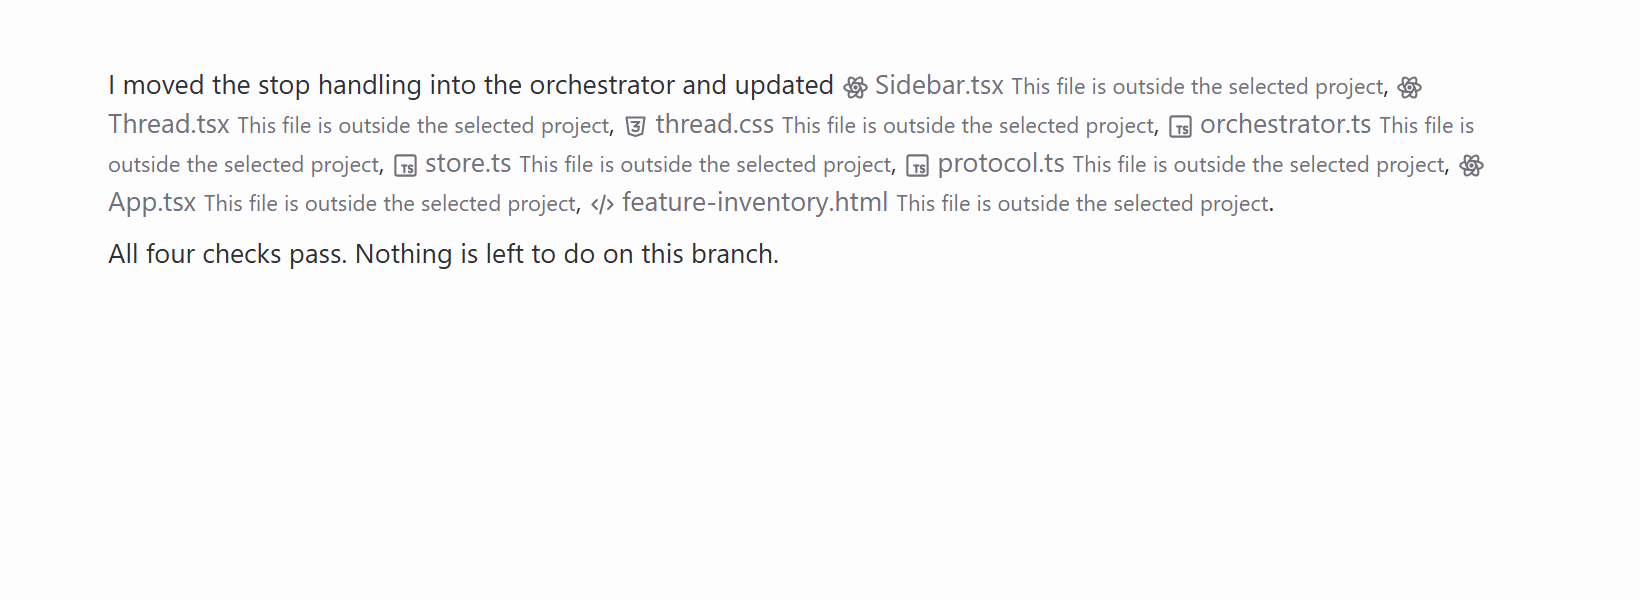 I moved the stop handling into the orchestrator and updated Sidebar.tsx This file is outside the selected project,
Thread.tsx This file is outside the selected project, thread.css This file is outside the selected project, TS orchestrator.ts This file is
outside the selected project, TS store.ts This file is outside the selected project, TS protocol.ts This file is outside the selected project,
App.tsx This file is outside the selected project, </> feature-inventory.html This file is outside the selected project.
All four checks pass. Nothing is left to do on this branch.